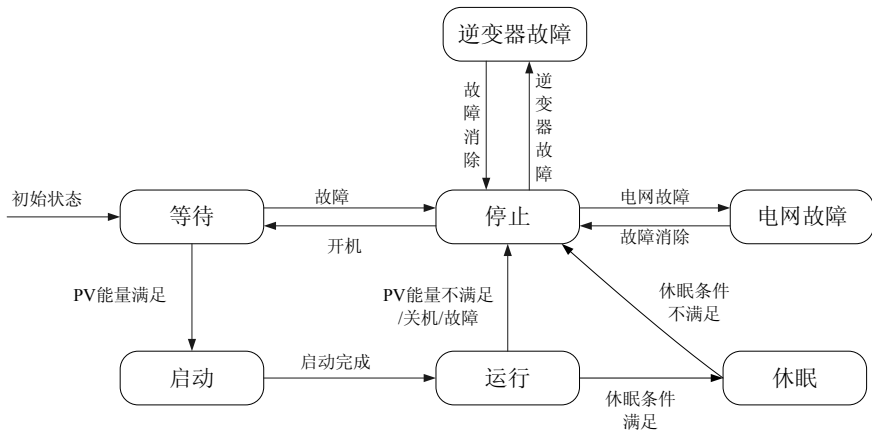 逆变器故障
故障消除
逆变器故障
初始状态
等待
故障
开机
停止
电网故障
故障消除
电网故障
PV能量满足
PV能量不满足
/关机/故障
休眠条件
不满足
启动
启动完成
运行
休眠条件
满足
休眠